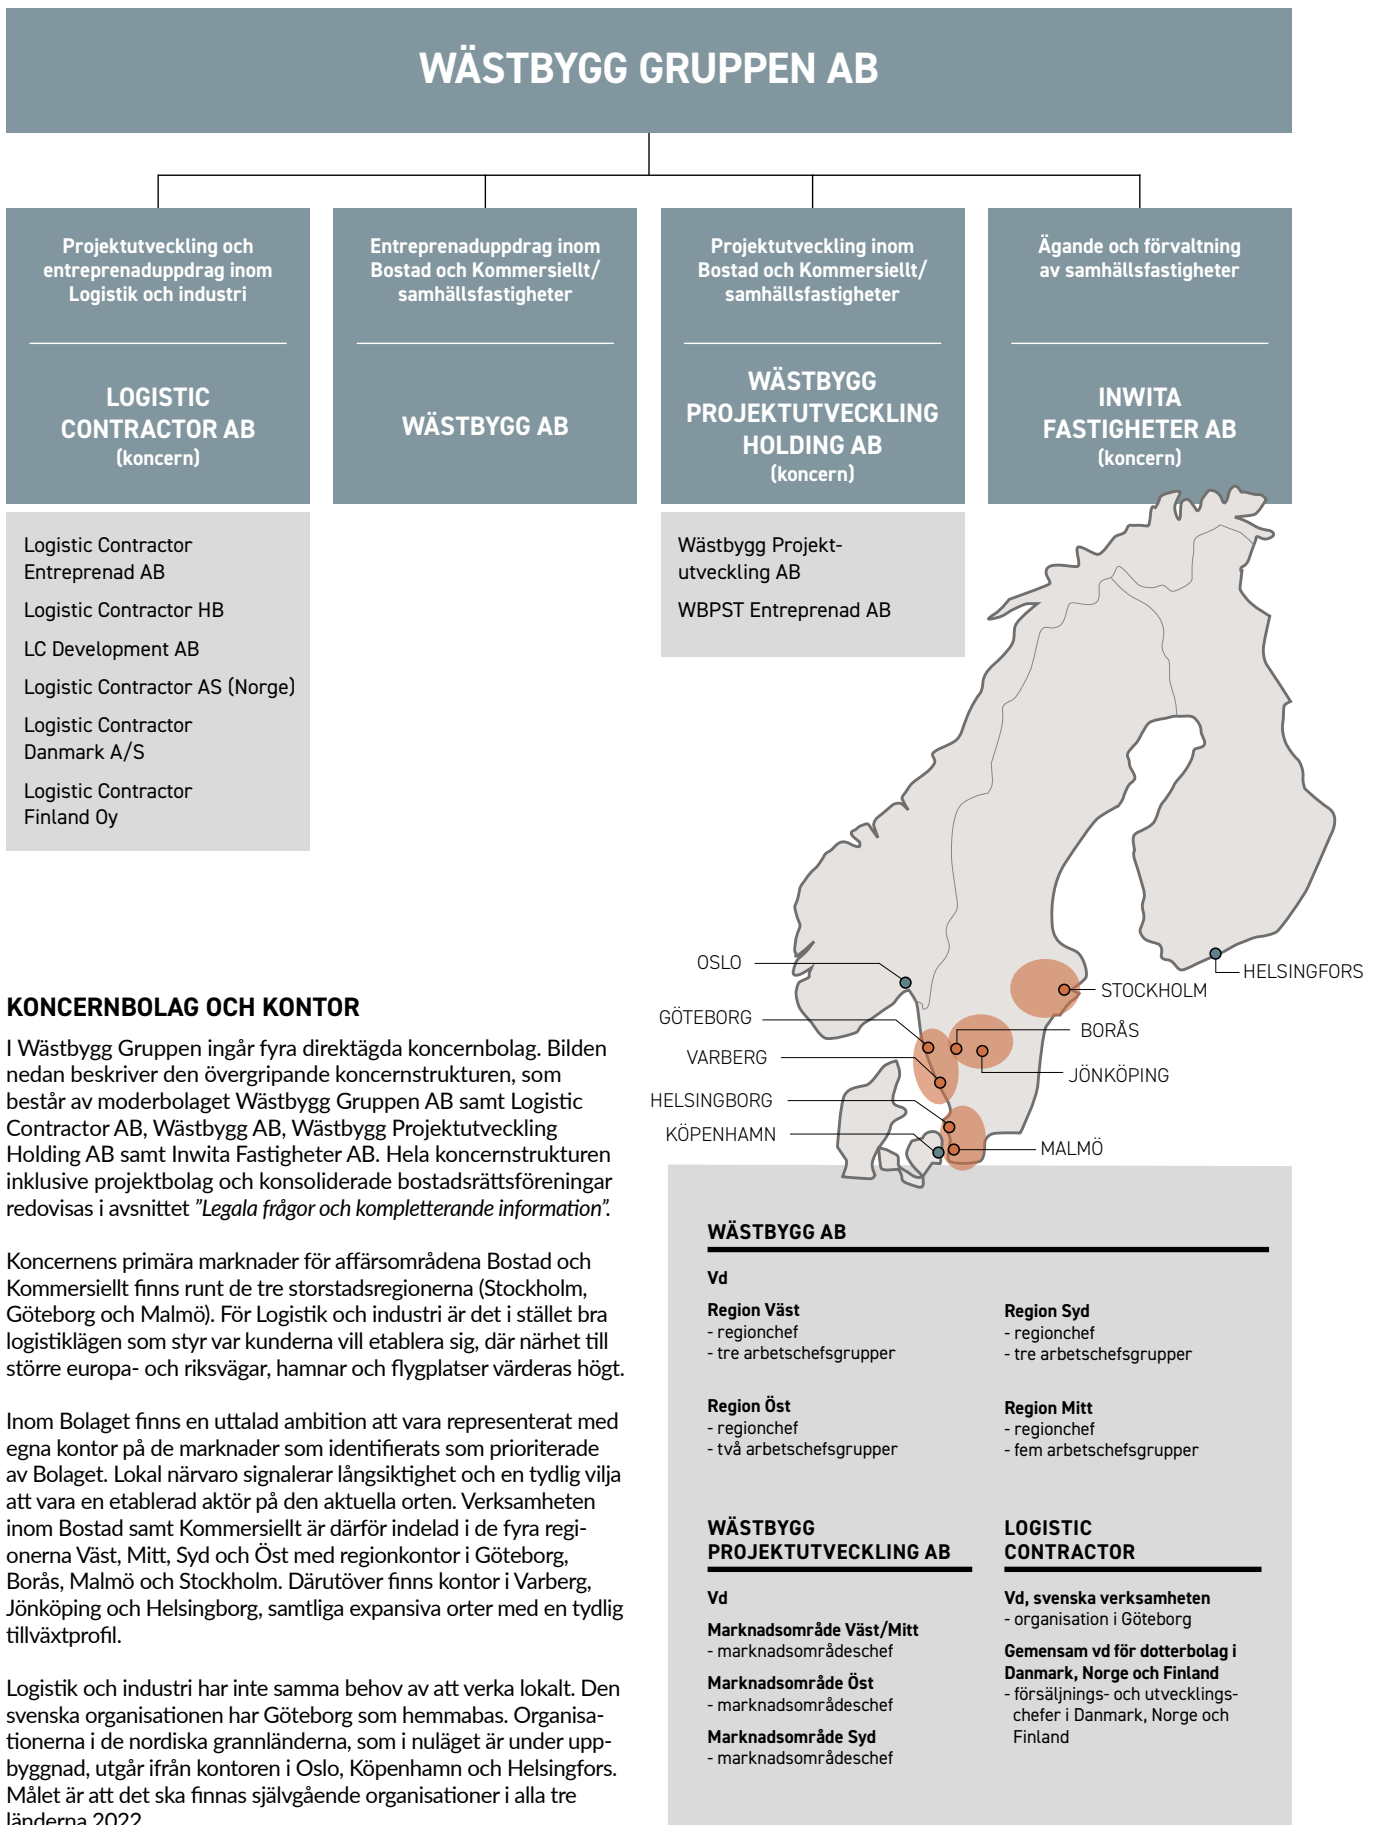 WÄSTBYGG GRUPPEN AB
Projektutveckling och
entreprenaduppdrag inom
Logistik och industri
LOGISTIC
CONTRACTOR AB
(koncern)
Entreprenaduppdrag inom
Bostad och Kommersiellt/
samhällsfastigheter
WÄSTBYGG AB
Projektutveckling inom
Bostad och Kommersiellt/
samhällsfastigheter
WÄSTBYGG
PROJEKTUTVECKLING
HOLDING AB
(koncern)
Ägande och förvaltning
av samhällsfastigheter
INWITA
FASTIGHETER AB
(koncern)
Logistic Contractor
Entreprenad AB
Logistic Contractor HB
LC Development AB
Logistic Contractor AS (Norge)
Logistic Contractor
Danmark A/S
Logistic Contractor
Finland Oy
Wästbygg Projekt-
utveckling AB
WBPST Entreprenad AB
OSLO
GÖTEBORG
VARBERG
HELSINGBORG
KÖPENHAMN
HELSINGFORS
STOCKHOLM
BORÅS
JÖNKÖPING
MALMÖ
KONCERNBOLAG OCH KONTOR
I Wästbygg Gruppen ingår fyra direktägda koncernbolag. Bilden
nedan beskriver den övergripande koncernstrukturen, som
består av moderbolaget Wästbygg Gruppen AB samt Logistic
Contractor AB, Wästbygg AB, Wästbygg Projektutveckling
Holding AB samt Inwita Fastigheter AB. Hela koncernstrukturen
inklusive projektbolag och konsoliderade bostadsrättsföreningar
redovisas i avsnittet ”Legala frågor och kompletterande information”.
Koncernens primära marknader för affärsområdena Bostad och
Kommersiellt finns runt de tre storstadsregionerna (Stockholm,
Göteborg och Malmö). För Logistik och industri är det i stället bra
logistiklägen som styr var kunderna vill etablera sig, där närhet till
större europa- och riksvägar, hamnar och flygplatser värderas högt.
Inom Bolaget finns en uttalad ambition att vara representerat med
egna kontor på de marknader som identifierats som prioriterade
av Bolaget. Lokal närvaro signalerar långsiktighet och en tydlig vilja
att vara en etablerad aktör på den aktuella orten. Verksamheten
inom Bostad samt Kommersiellt är därför indelad i de fyra regi-
onerna Väst, Mitt, Syd och Öst med regionkontor i Göteborg,
Borås, Malmö och Stockholm. Därutöver finns kontor i Varberg,
Jönköping och Helsingborg, samtliga expansiva orter med en tydlig
tillväxtprofil.
Logistik och industri har inte samma behov av att verka lokalt. Den
svenska organisationen har Göteborg som hemmabas. Organisa-
tionerna i de nordiska grannländerna, som i nuläget är under upp-
byggnad, utgår ifrån kontoren i Oslo, Köpenhamn och Helsingfors.
Målet är att det ska finnas självgående organisationer i alla tre
länderna 2022.
WÄSTBYGG AB
Vd
Region Väst
- regionchef
- tre arbetschefsgrupper
Region Syd
- regionchef
- tre arbetschefsgrupper
Region Öst
- regionchef
- två arbetschefsgrupper
Region Mitt
- regionchef
- fem arbetschefsgrupper
WÄSTBYGG
PROJEKTUTVECKLING AB
Vd
Marknadsområde Väst/Mitt
- marknadsområdeschef
Marknadsområde Öst
- marknadsområdeschef
Marknadsområde Syd
- marknadsområdeschef
LOGISTIC
CONTRACTOR
Vd, svenska verksamheten
- organisation i Göteborg
Gemensam vd för dotterbolag i
Danmark, Norge och Finland
- försäljnings- och utvecklings-
chefer i Danmark, Norge och
Finland